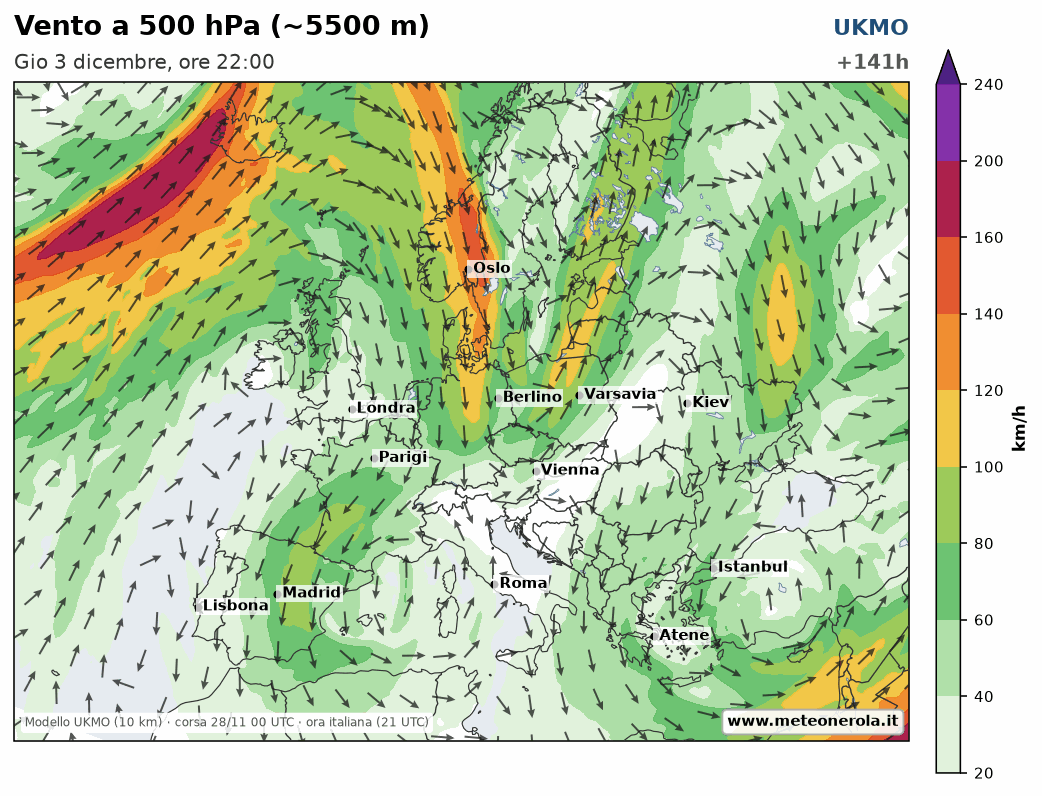 Vento a 500 hPa (~5500 m)
UKMO
Gio 3 dicembre, ore 22:00
+141h
240
200
160
140
120
100
80
60
40
20
km/h
Oslo
Berlino
Varsavia
Kiev
Londra
Parigi
Vienna
Istanbul
Roma
Madrid
Lisbona
Atene
Modello UKMO (10 km) · corsa 28/11 00 UTC · ora italiana (21 UTC)
www.meteonerola.it